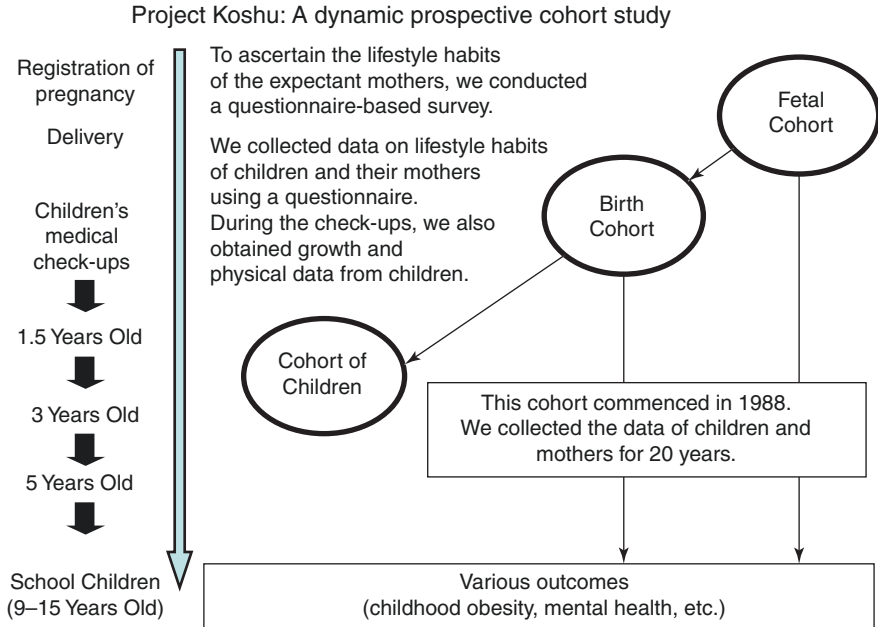 Project Koshu: A dynamic prospective cohort study
Registration of
pregnancy
Delivery
Children's
medical
check-ups
1.5 Years Old
3 Years Old
5 Years Old
School Children
(9–15 Years Old)
To ascertain the lifestyle habits
of the expectant mothers, we conducted
a questionnaire-based survey.
We collected data on lifestyle habits
of children and their mothers
using a questionnaire.
During the check-ups, we also
obtained growth and
physical data from children.
Fetal
Cohort
Birth
Cohort
Cohort of
Children
This cohort commenced in 1988.
We collected the data of children and
mothers for 20 years.
Various outcomes
(childhood obesity, mental health, etc.)